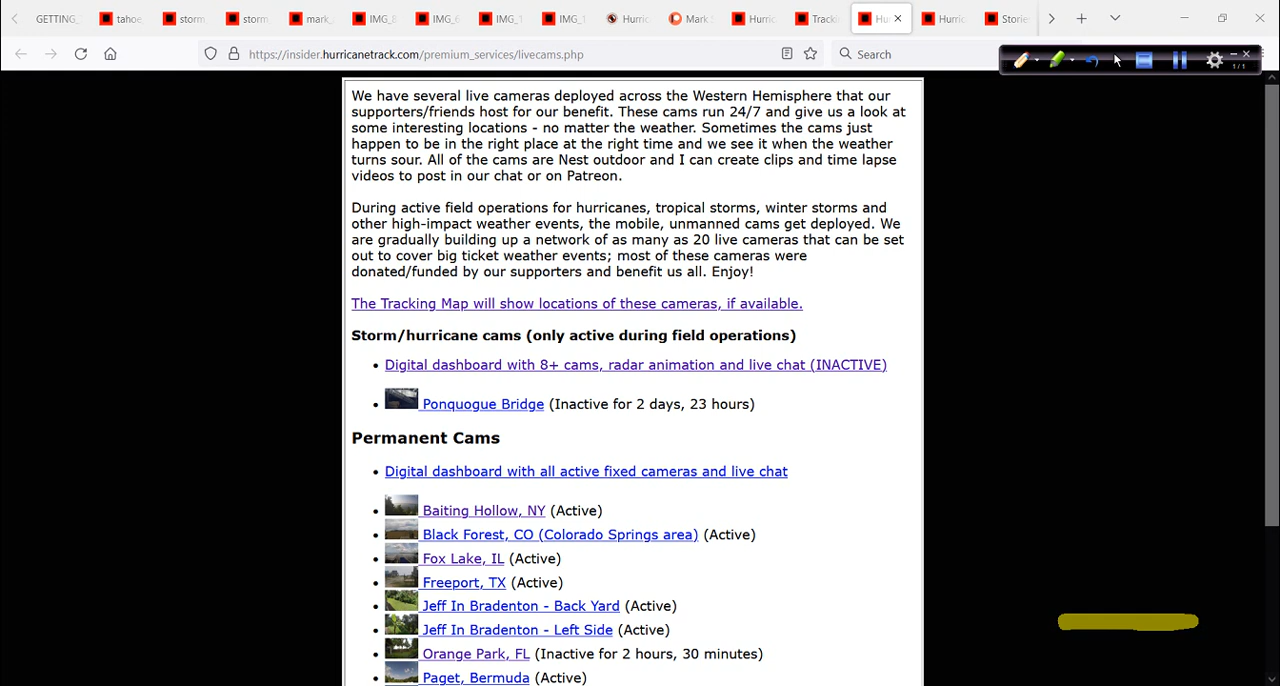 GETTING_
tahoe_
storm
storm_
mark_
IMG_8
IMG_6
IMG_1
IMG_1
Hurric
Mark S
Hurric
Tracki
Hu
Hurric
Storie
https://insider.hurricanetrack.com/premium_services/livecams.php
Search
1/1
We have several live cameras deployed across the Western Hemisphere that our
supporters/friends host for our benefit. These cams run 24/7 and give us a look at
some interesting locations - no matter the weather. Sometimes the cams just
happen to be in the right place at the right time and we see it when the weather
turns sour. All of the cams are Nest outdoor and I can create clips and time lapse
videos to post in our chat or on Patreon.
During active field operations for hurricanes, tropical storms, winter storms and
other high-impact weather events, the mobile, unmanned cams get deployed. We
are gradually building up a network of as many as 20 live cameras that can be set
out to cover big ticket weather events; most of these cameras were
donated/funded by our supporters and benefit us all. Enjoy!
The Tracking Map will show locations of these cameras, if available.
Storm/hurricane cams (only active during field operations)
• Digital dashboard with 8+ cams, radar animation and live chat (INACTIVE)
• Ponquogue Bridge (Inactive for 2 days, 23 hours)
Permanent Cams
• Digital dashboard with all active fixed cameras and live chat
• Baiting Hollow, NY (Active)
• Black Forest, CO (Colorado Springs area) (Active)
• Fox Lake, IL (Active)
• Freeport, TX (Active)
• Jeff In Bradenton - Back Yard (Active)
• Jeff In Bradenton - Left Side (Active)
• Orange Park, FL (Inactive for 2 hours, 30 minutes)
• Paget, Bermuda (Active)